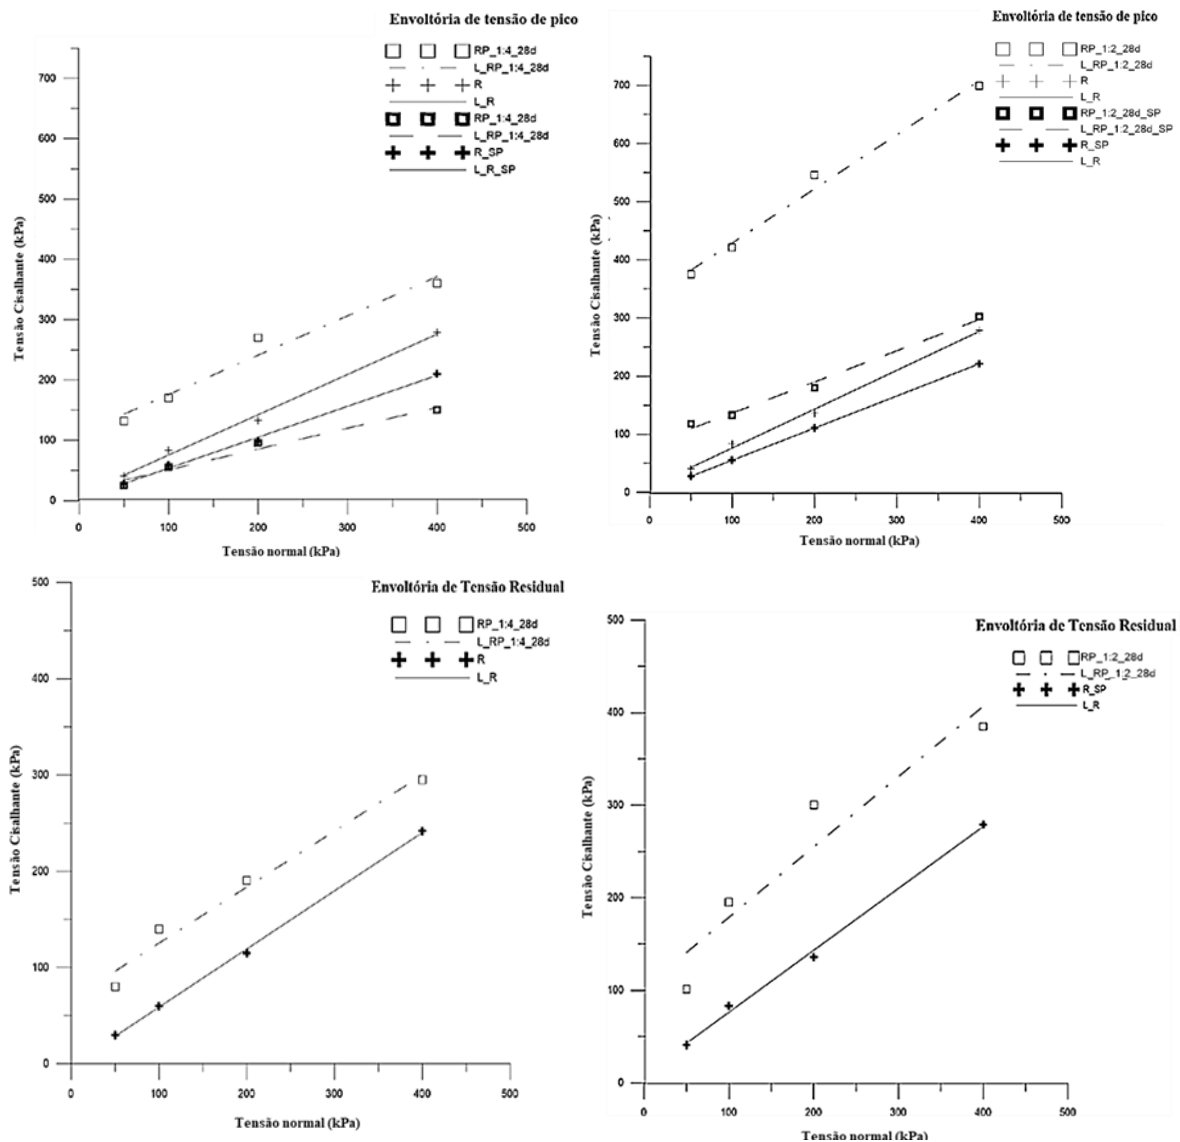 Envoltória de tensão de pico
RP_1:4_28d
L_RP_1:4_28d
R
L_R
RP_1:4_28d
L_RP_1:4_28d
R_SP
L_R_SP
700
600
500
400
300
200
100
0
Tensão Cisalhante (kPa)
0 100 200 300 400 500
Tensão normal (kPa)
Envoltória de tensão de pico
RP_1:2_28d
L_RP_1:2_28d
R
L_R
RP_1:2_28d_SP
L_RP_1:2_28d_SP
R_SP
L_R
700
600
500
400
300
200
100
0
Tensão Cisalhante (kPa)
0 100 200 300 400 500
Tensão normal (kPa)
Envoltória de Tensão Residual
RP_1:4_28d
L_RP_1:4_28d
R
L_R
500
400
300
200
100
0
Tensão Cisalhante (kPa)
0 100 200 300 400 500
Tensão normal (kPa)
Envoltória de Tensão Residual
RP_1:2_28d
L_RP_1:2_28d
R_SP
L_R
500
400
300
200
100
0
Tensão Cisalhante (kPa)
0 100 200 300 400 500
Tensão normal (kPa)